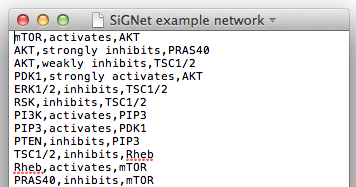 SiGNet example network
mTOR,activates,AKT
AKT,strongly inhibits,PRAS40
AKT,weakly inhibits,TSC1/2
PDK1,strongly activates,AKT
ERK1/2,inhibits,TSC1/2
RSK,inhibits,TSC1/2
PI3K,activates,PIP3
PIP3,activates,PDK1
PTEN,inhibits,PIP3
TSC1/2,inhibits,Rheb
Rheb,activates,mTOR
PRAS40,inhibits,mTOR